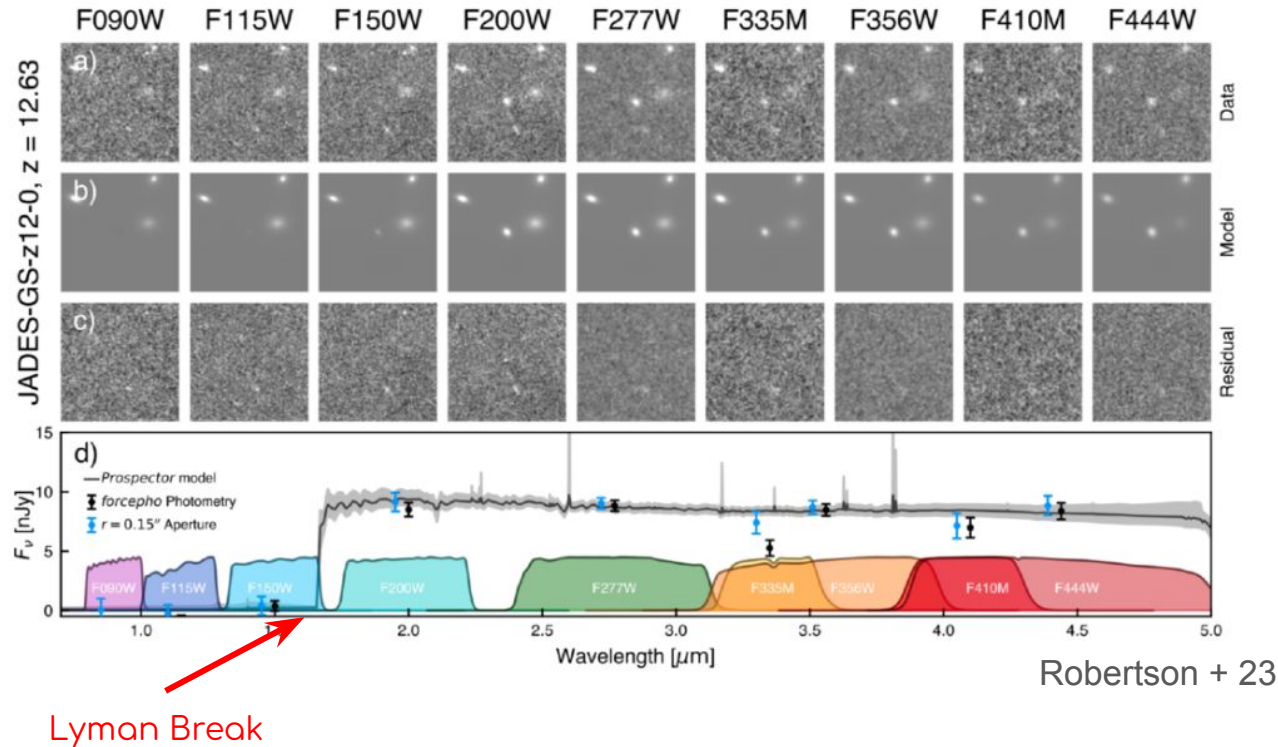 F090W F115W F150W F200W F277W F335M F356W F410M F444W
JADES-GS-z12-0, z = 12.63
a)
Data
b)
Model
c)
Residual
d)
Prospector model
forcepho Photometry
r = 0.15″ Aperture
15
10
5
0
Fν [nJy]
F090W F115W F150W F200W F277W F335M F356W F410M F444W
1.0 2.0 2.5 3.0 3.5 4.0 4.5 5.0
Wavelength [μm]
Robertson + 23
Lyman Break